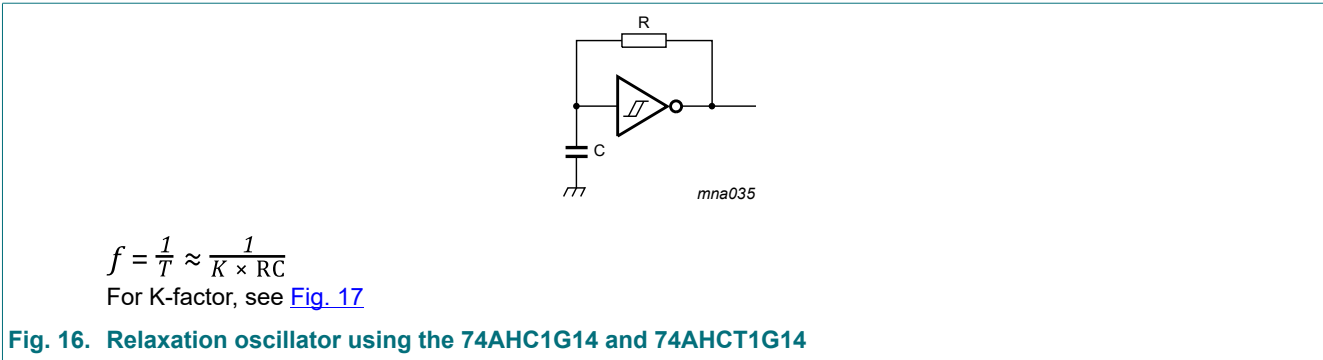 R
C
mna035
f = 1/T ≈ 1/(K × RC)
For K-factor, see Fig. 17
Fig. 16. Relaxation oscillator using the 74AHC1G14 and 74AHCT1G14